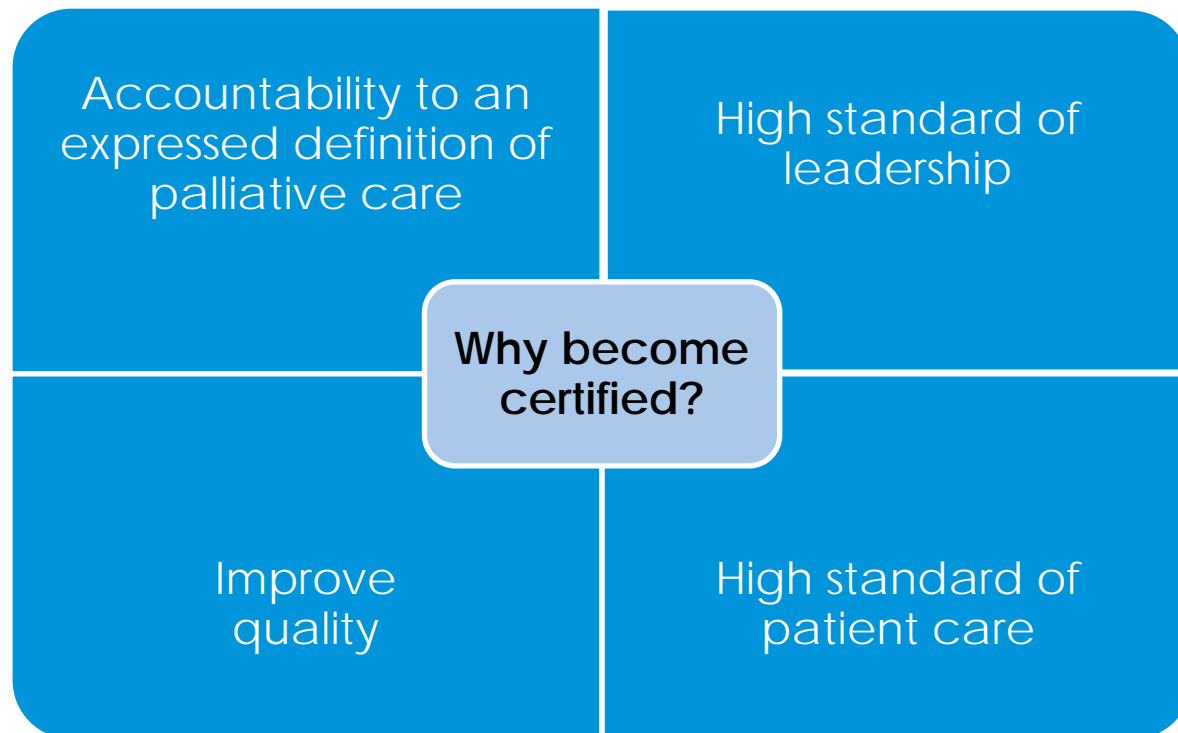 Accountability to an
expressed definition of
palliative care
High standard of
leadership
Why become
certified?
Improve
quality
High standard of
patient care